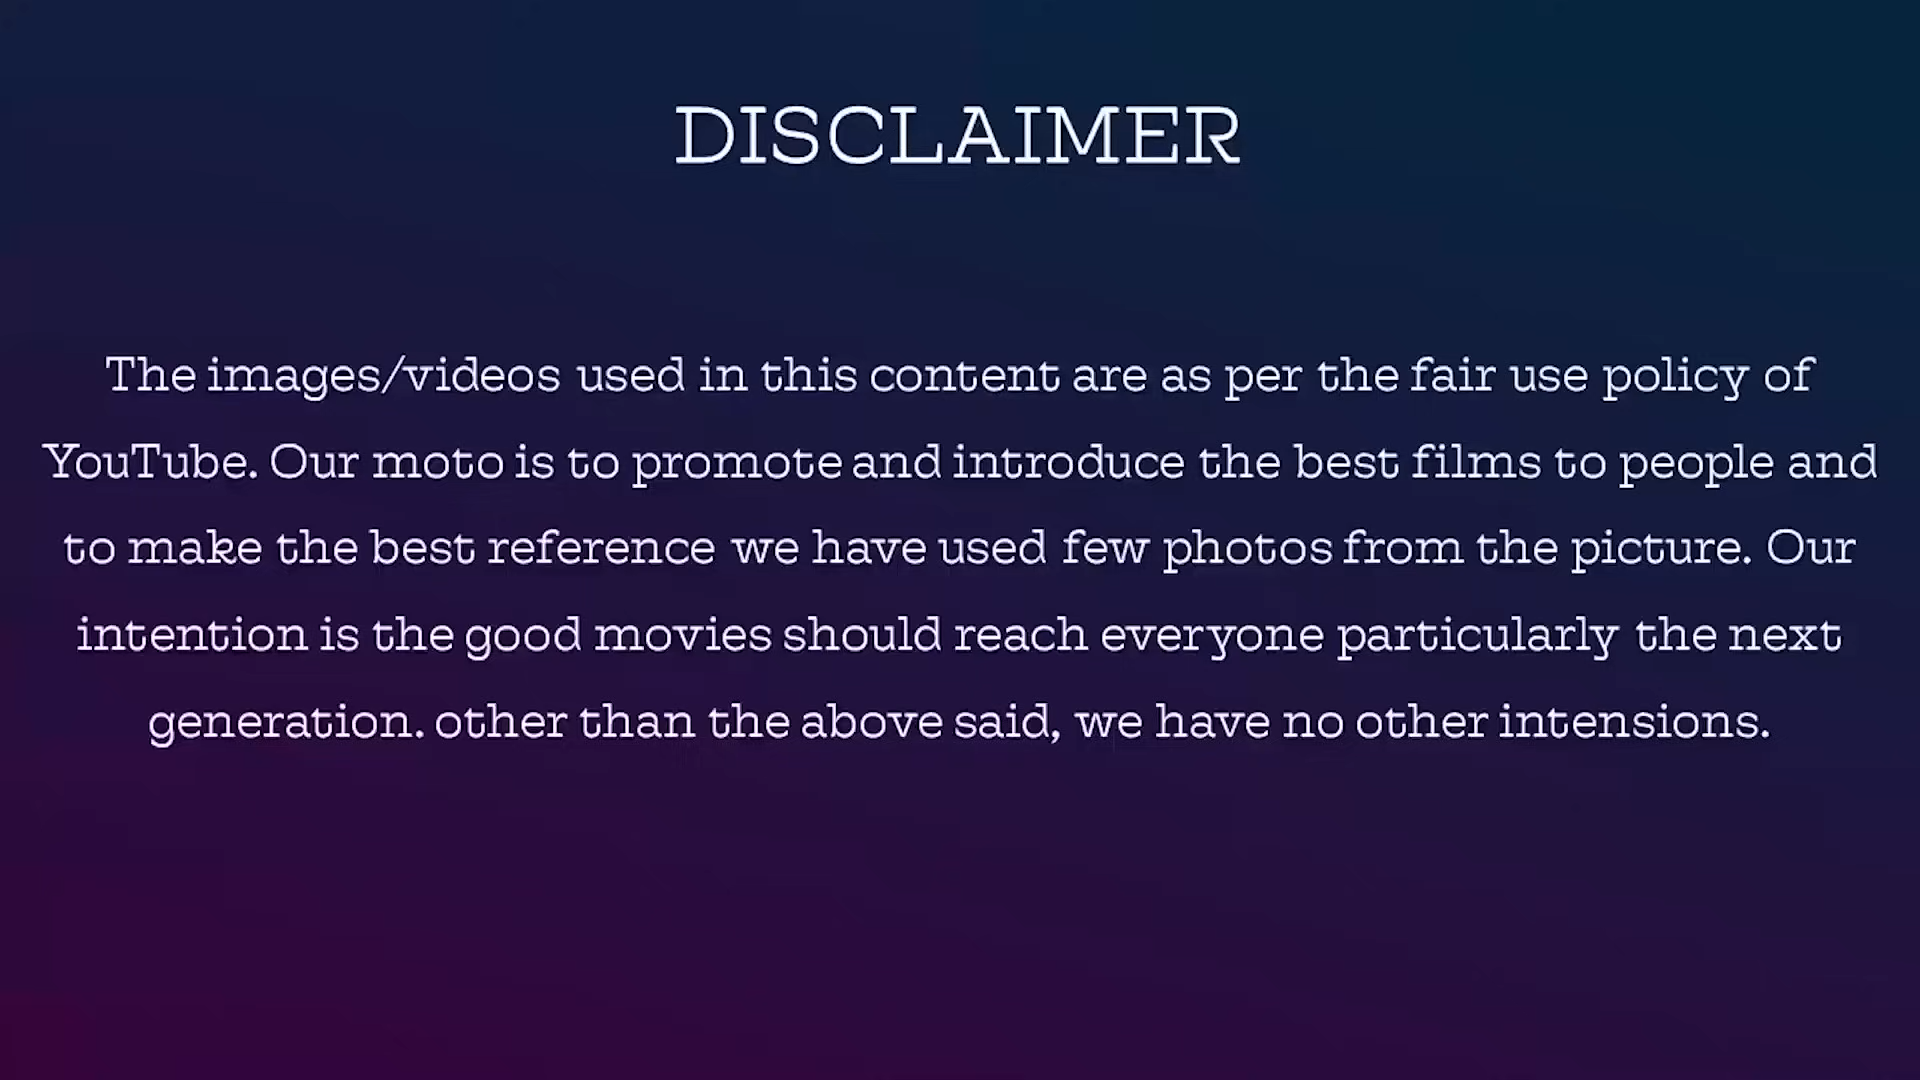 DISCLAIMER
The images/videos used in this content are as per the fair use policy of
YouTube. Our moto is to promote and introduce the best films to people and
to make the best reference we have used few photos from the picture. Our
intention is the good movies should reach everyone particularly the next
generation. other than the above said, we have no other intensions.